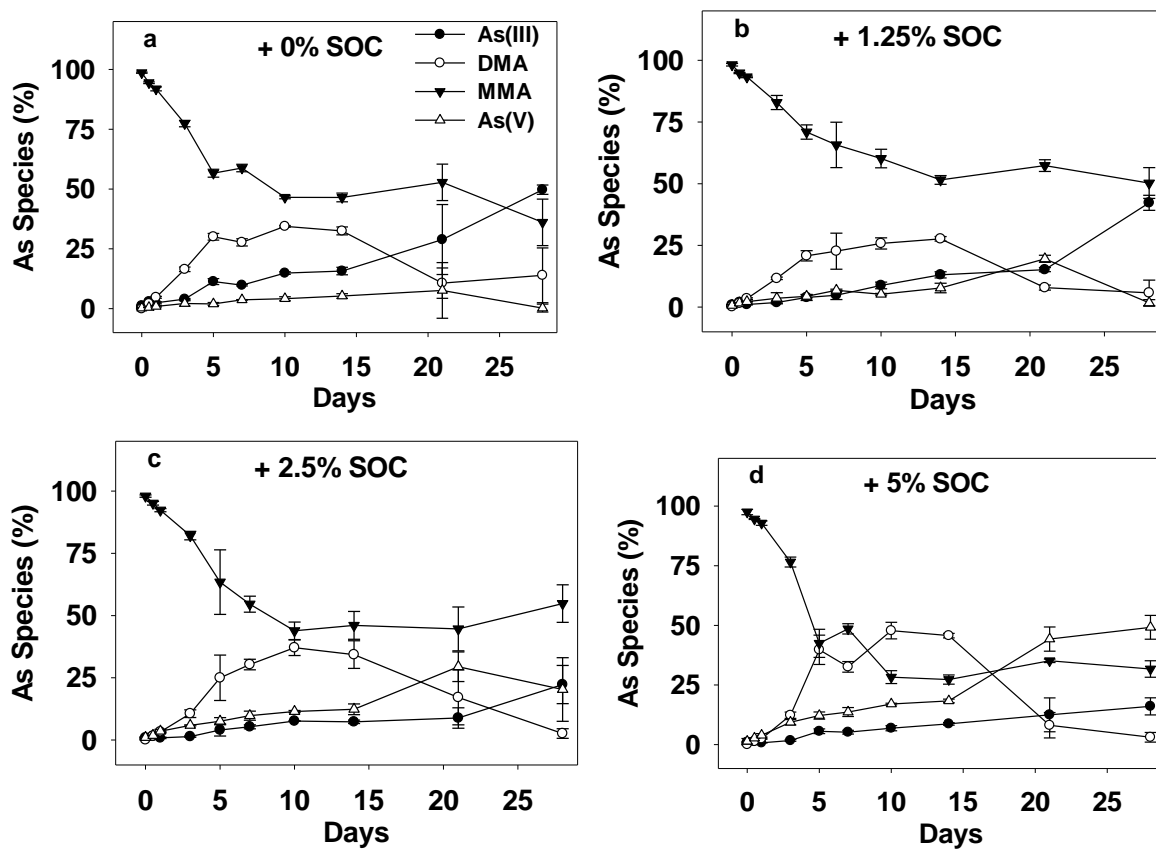 a
+ 0% SOC
As(III)
DMA
MMA
As(V)
100
75
50
25
0
As Species (%)
0 5 10 15 20 25
Days
b
+ 1.25% SOC
100
75
50
25
0
As Species (%)
0 5 10 15 20 25
Days
c
+ 2.5% SOC
100
75
50
25
0
As Species (%)
0 5 10 15 20 25
Days
d
+ 5% SOC
100
75
50
25
0
As Species (%)
0 5 10 15 20 25
Days